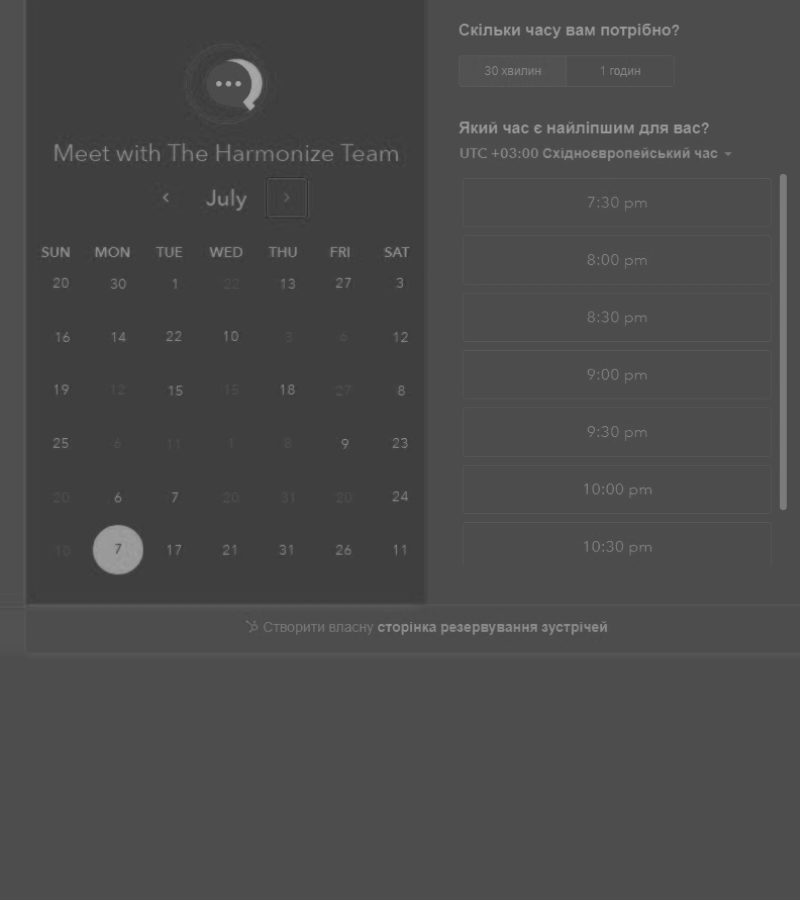 Meet with The Harmonize Team
July
SUN MON TUE WED THU FRI SAT
20 30 1 22 13 27 3
16 14 22 10 3 12
19 12 15 15 18 27 8
25 6 11 1 8 9 23
20 6 7 20 31 20 24
10 7 17 21 31 26 11
Скільки часу вам потрібно?
30 хвилин 1 годин
Який час є найліпшим для вас?
UTC +03:00 Східноєвропейський час
7:30 pm
8:00 pm
8:30 pm
9:00 pm
9:30 pm
10:00 pm
10:30 pm
Створити власну сторінка резервування зустрічей